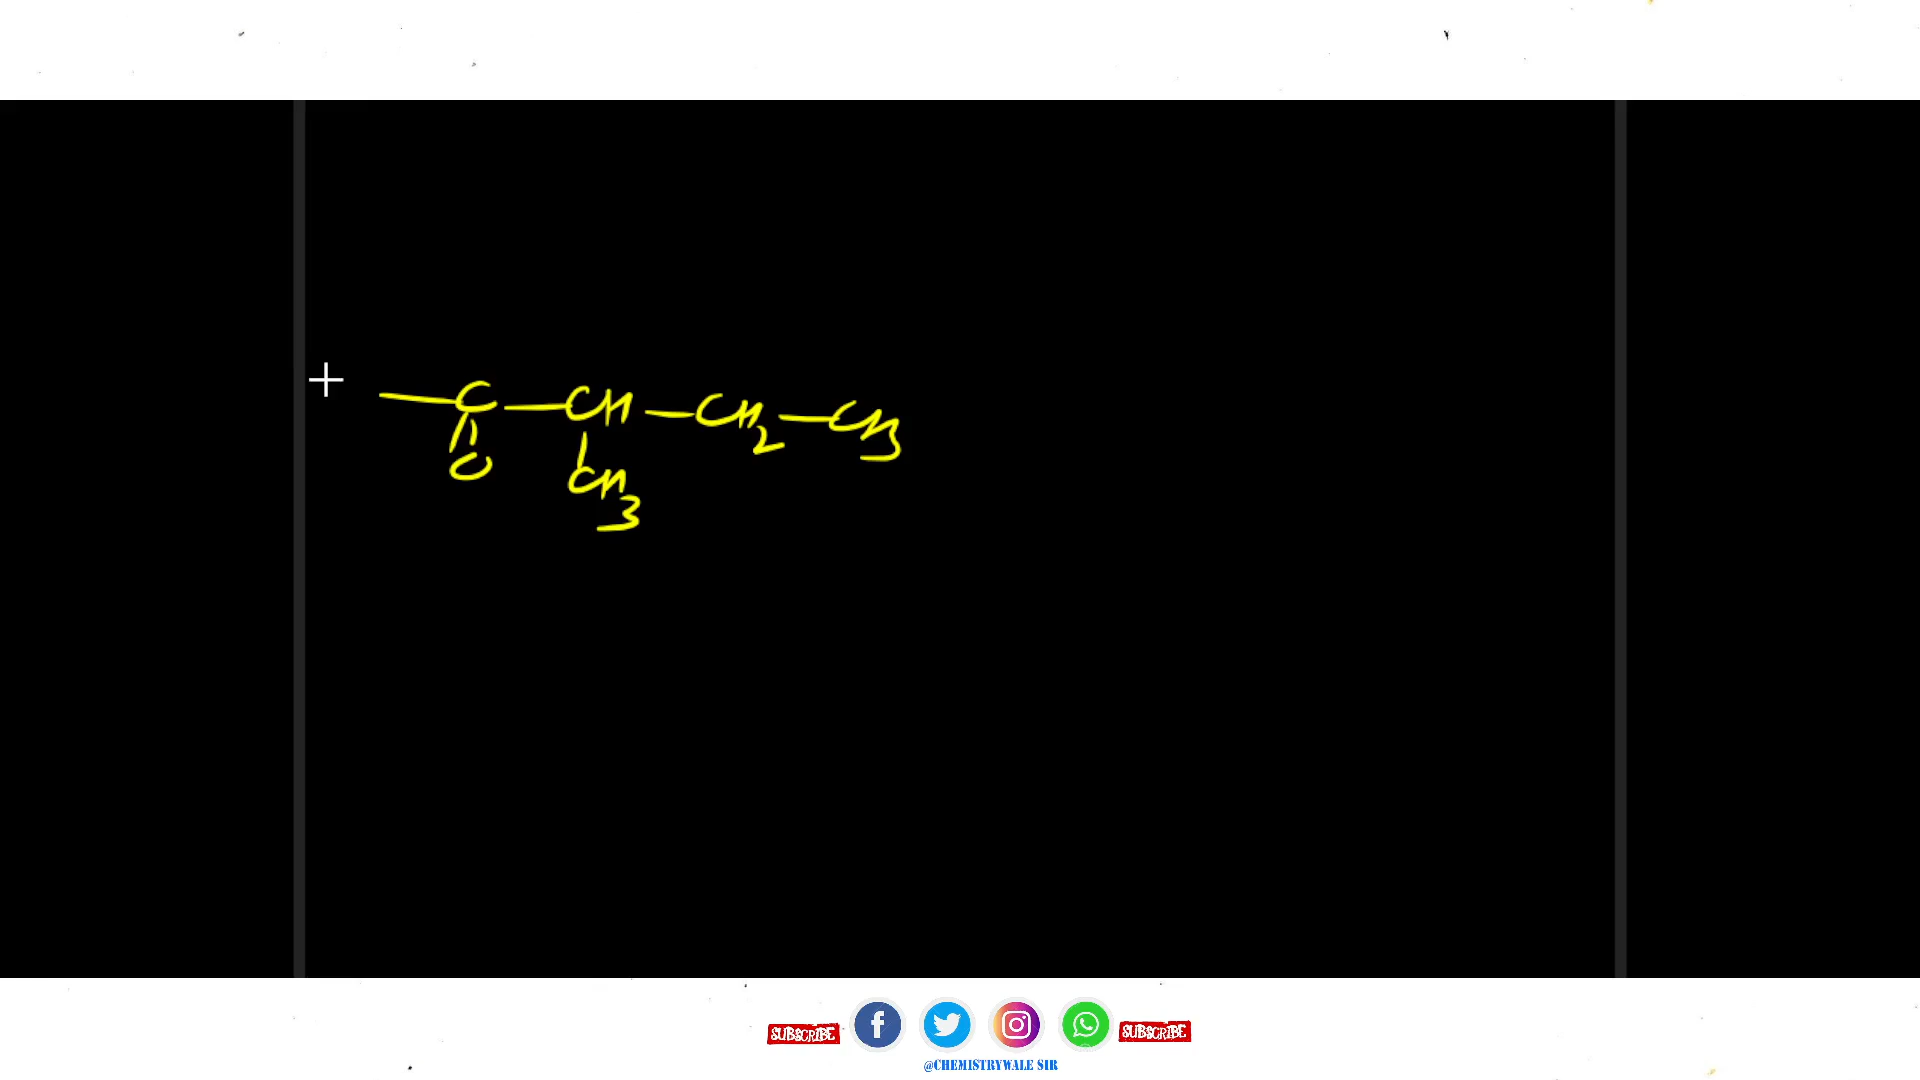 — C — CH — CH2 — CH3
O CH3
SUBSCRIBE f SUBSCRIBE
@CHEMISTRYWALE SIR